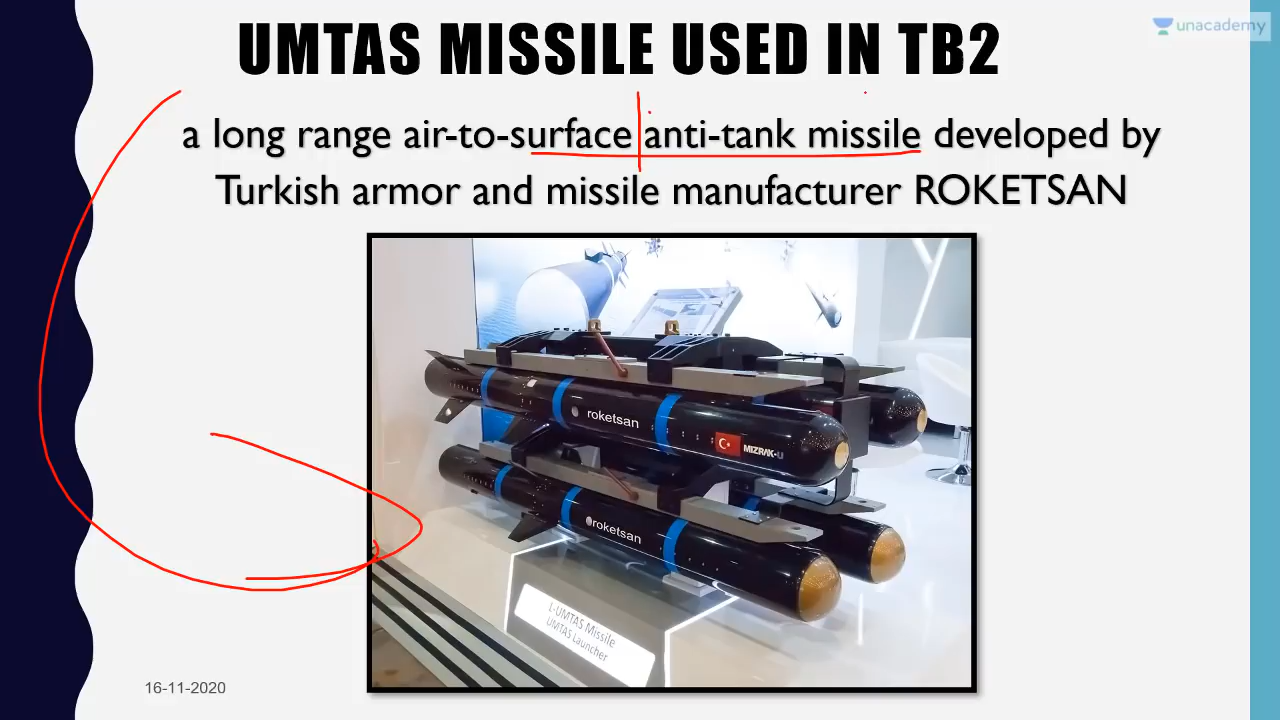 unacademy
UMTAS MISSILE USED IN TB2
a long range air-to-surface anti-tank missile developed by
Turkish armor and missile manufacturer ROKETSAN
roketsan
MIZRAK-U
roketsan
L-UMTAS Missile
UMTAS Launcher
16-11-2020